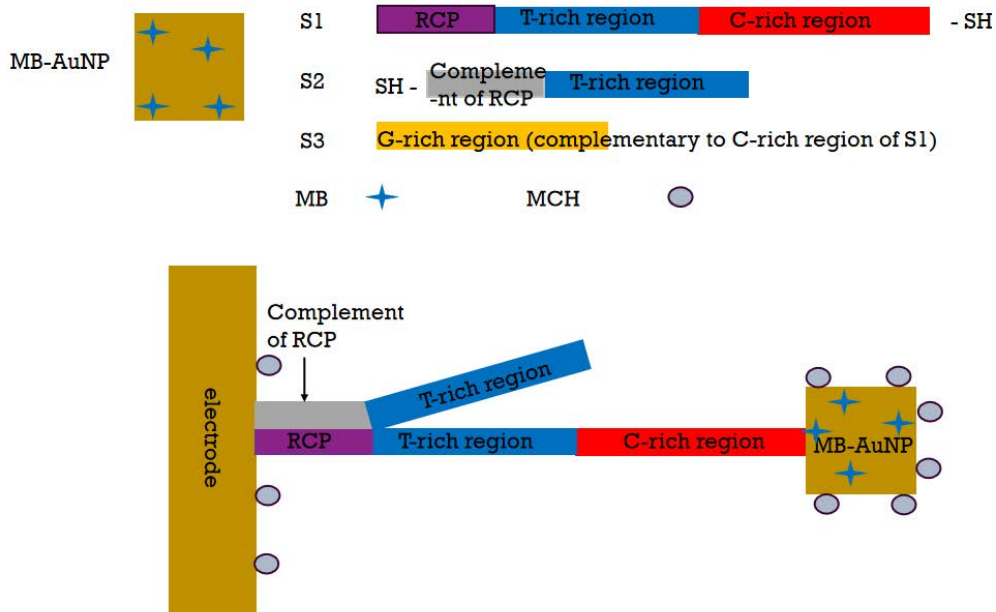 MB-AuNP
S1
RCP
T-rich region
C-rich region
- SH
S2
SH -
Compleme
-nt of RCP
T-rich region
S3
G-rich region (complementary to C-rich region of S1)
MB
MCH
Complement
of RCP
electrode
T-rich region
RCP
T-rich region
C-rich region
MB-AuNP